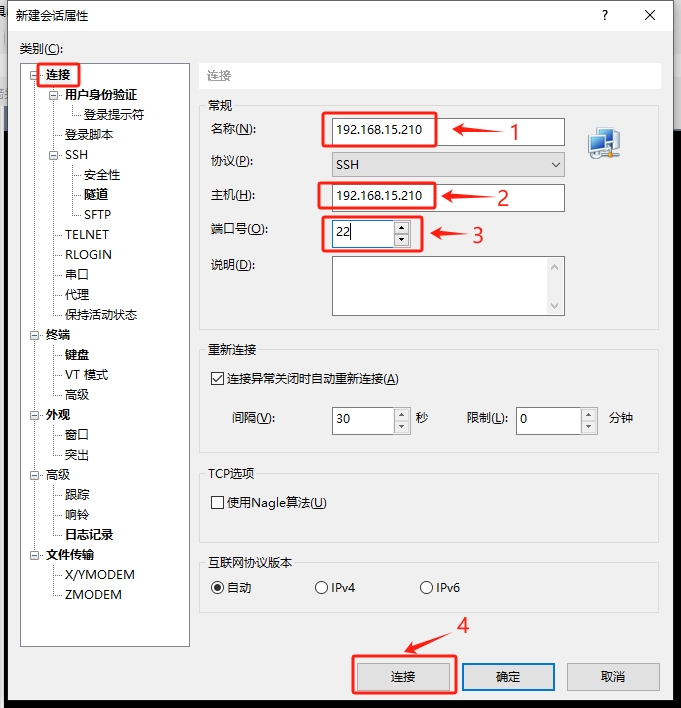 新建会话属性
?
类别(C):
连接
用户身份验证
登录提示符
登录脚本
SSH
安全性
隧道
SFTP
TELNET
RLOGIN
串口
代理
保持活动状态
终端
键盘
VT 模式
高级
外观
窗口
突出
高级
跟踪
响铃
日志记录
文件传输
X/YMODEM
ZMODEM
连接
常规
名称(N): 192.168.15.210 1
协议(P): SSH
主机(H): 192.168.15.210 2
端口号(O): 22 3
说明(D):
重新连接
连接异常关闭时自动重新连接(A)
间隔(V): 30 秒 限制(L): 0 分钟
TCP选项
使用Nagle算法(U)
互联网协议版本
自动 IPv4 IPv6
4
连接 确定 取消